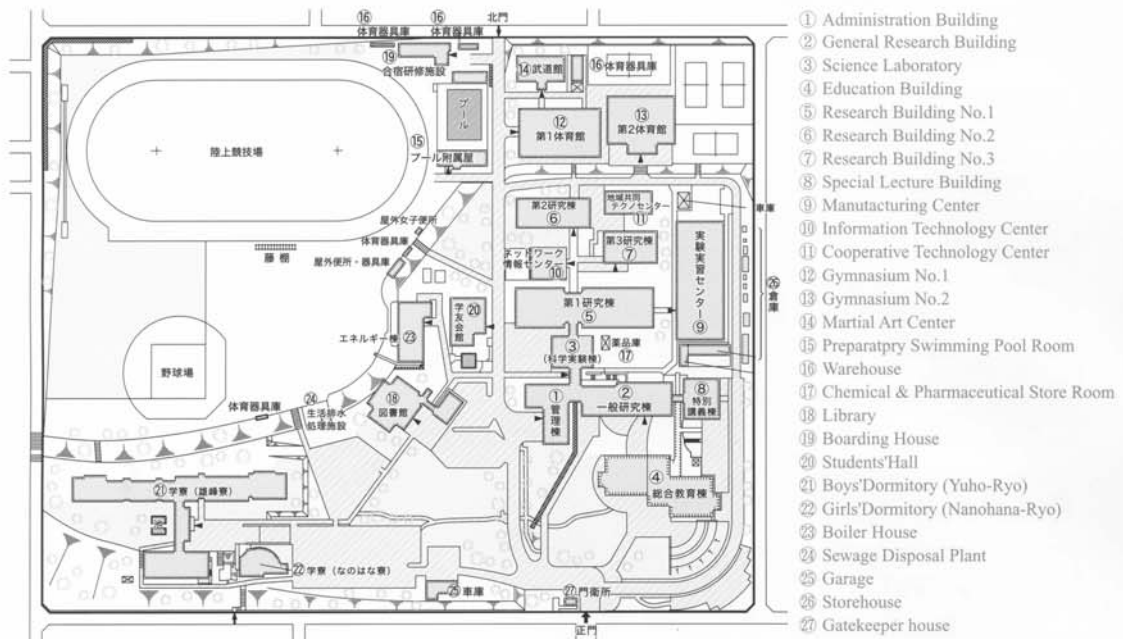 ⑯
体育器具庫
⑯
体育器具庫
北門
⑲
合宿研修施設
⑭武道館
⑯体育器具庫
プール
⑫
第1体育館
⑬
第2体育館
陸上競技場
⑮
プール附属屋
第2研究棟
⑥
地域共同
テクノセンター
⑪
車庫
屋外女子便所
体育器具庫
屋外便所・器具庫
藤棚
第3研究棟
⑦
ネットワーク
情報センター
⑩
実験実習センター
⑨
㉖倉庫
第1研究棟
⑤
⑳
学友会館
エネルギー棟
㉓
③
(科学実験棟)
薬品庫
⑰
野球場
体育器具庫
㉔
生活排水
処理施設
⑱
図書館
①
管理棟
②
一般研究棟
⑧
特別
講義棟
④
総合教育棟
㉑学寮(雄峰寮)
㉒学寮(なのはな寮)
㉕車庫
㉗門衛所
正門
① Administration Building
② General Research Building
③ Science Laboratory
④ Education Building
⑤ Research Building No.1
⑥ Research Building No.2
⑦ Research Building No.3
⑧ Special Lecture Building
⑨ Manutacturing Center
⑩ Information Technology Center
⑪ Cooperative Technology Center
⑫ Gymnasium No.1
⑬ Gymnasium No.2
⑭ Martial Art Center
⑮ Preparatpry Swimming Pool Room
⑯ Warehouse
⑰ Chemical & Pharmaceutical Store Room
⑱ Library
⑲ Boarding House
⑳ Students'Hall
㉑ Boys'Dormitory (Yuho-Ryo)
㉒ Girls'Dormitory (Nanohana-Ryo)
㉓ Boiler House
㉔ Sewage Disposal Plant
㉕ Garage
㉖ Storehouse
㉗ Gatekeeper house